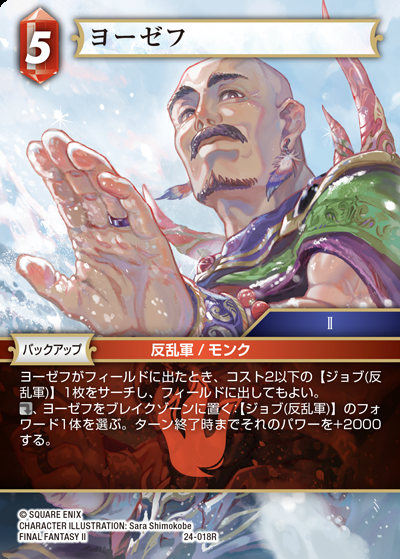 5
ヨーゼフ
II
バックアップ
反乱軍 / モンク
ヨーゼフがフィールドに出たとき、コスト2以下の【ジョブ(反
乱軍)】1枚をサーチし、フィールドに出してもよい。
、ヨーゼフをブレイクゾーンに置く:【ジョブ(反乱軍)】のフォ
ワード1体を選ぶ。ターン終了時までそれのパワーを+2000
する。
© SQUARE ENIX
CHARACTER ILLUSTRATION: Sara Shimokobe
FINAL FANTASY II
24-018R